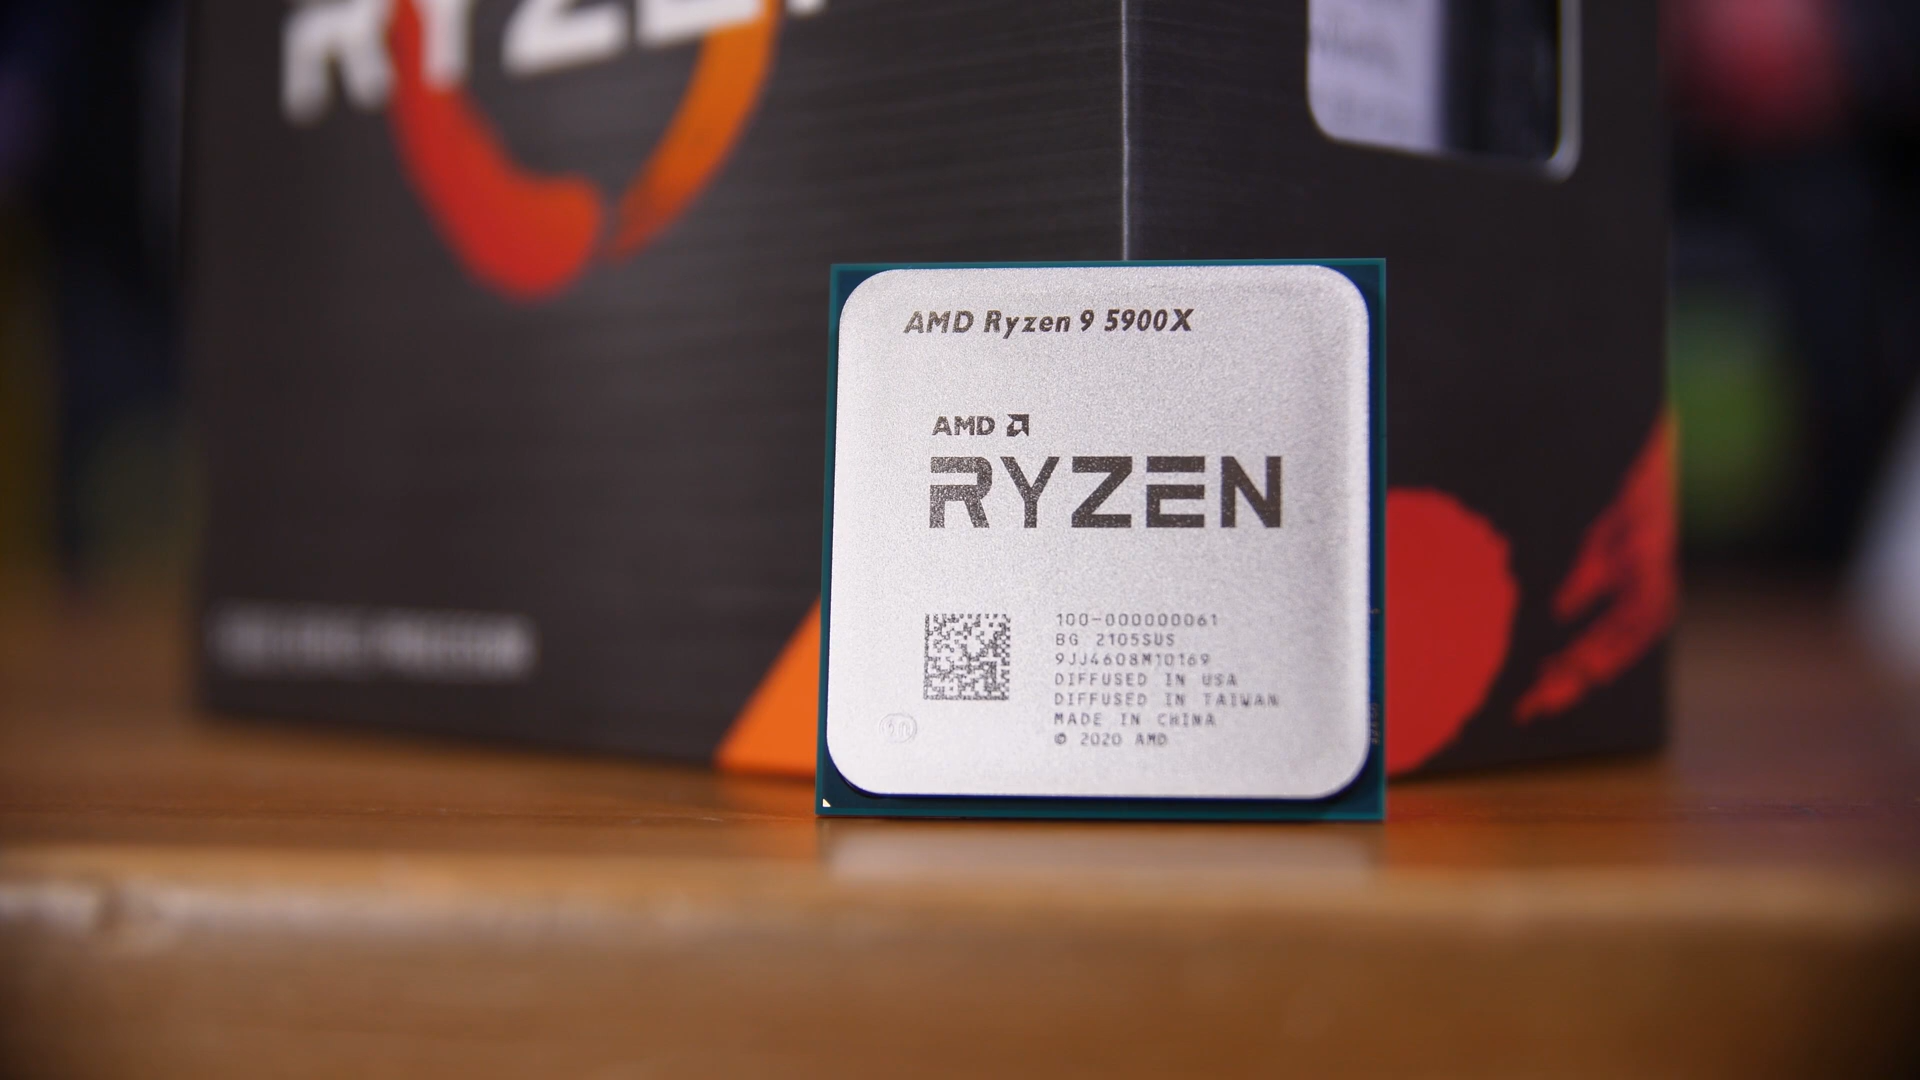 RYZEN
AMD Ryzen 9 5900X
AMD
RYZEN
100-000000061
BG 2105SUS
9JJ4608M10169
DIFFUSED IN USA
DIFFUSED IN TAIWAN
MADE IN CHINA
© 2020 AMD